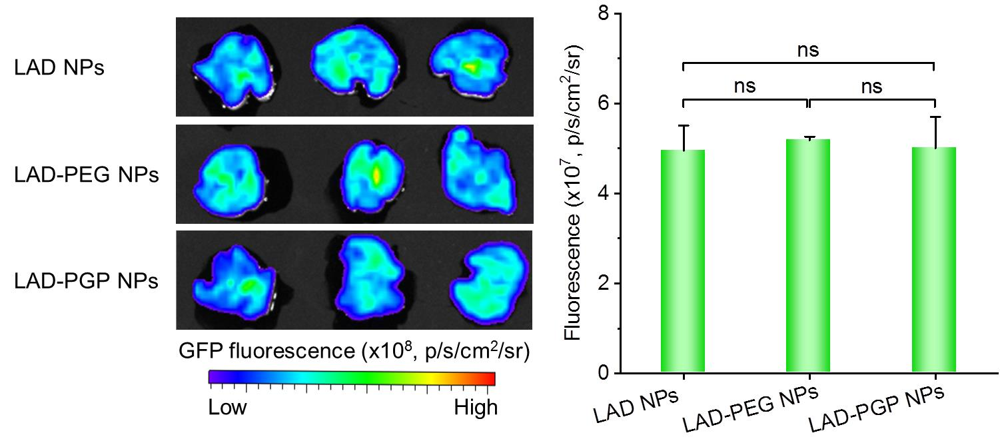 LAD NPs
LAD-PEG NPs
LAD-PGP NPs
GFP fluorescence (x10⁸, p/s/cm²/sr)
Low High
Fluorescence (x10⁷, p/s/cm²/sr)
8
6
4
2
0
ns
ns ns
LAD NPs
LAD-PEG NPs
LAD-PGP NPs